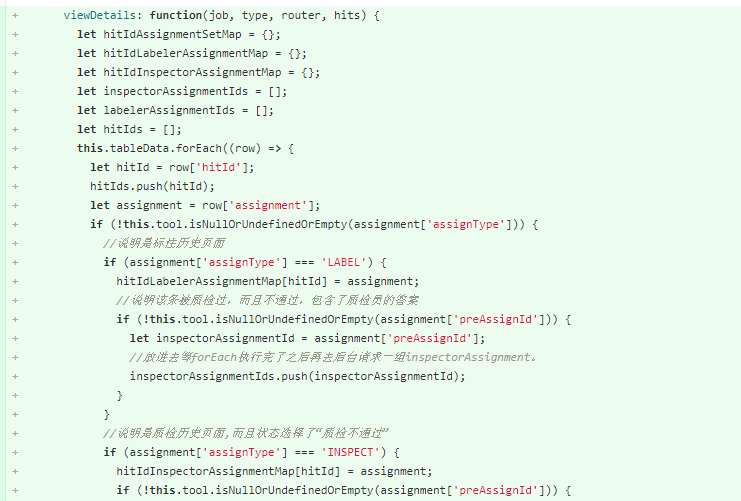 + viewDetails: function(job, type, router, hits) {
+ let hitIdAssignmentSetMap = {};
+ let hitIdLabelerAssignmentMap = {};
+ let hitIdInspectorAssignmentMap = {};
+ let inspectorAssignmentIds = [];
+ let labelerAssignmentIds = [];
+ let hitIds = [];
+ this.tableData.forEach((row) => {
+ let hitId = row['hitId'];
+ hitIds.push(hitId);
+ let assignment = row['assignment'];
+ if (!this.tool.isNullOrUndefinedOrEmpty(assignment['assignType'])) {
+ //说明是标注历史页面
+ if (assignment['assignType'] === 'LABEL') {
+ hitIdLabelerAssignmentMap[hitId] = assignment;
+ //说明该条被质检过，而且不通过，包含了质检员的答案
+ if (!this.tool.isNullOrUndefinedOrEmpty(assignment['preAssignId'])) {
+ let inspectorAssignmentId = assignment['preAssignId'];
+ //放进去等forEach执行完了之后再去后台请求一组inspectorAssignment。
+ inspectorAssignmentIds.push(inspectorAssignmentId);
+ }
+ }
+ //说明是质检历史页面,而且状态选择了“质检不通过”
+ if (assignment['assignType'] === 'INSPECT') {
+ hitIdInspectorAssignmentMap[hitId] = assignment;
+ if (!this.tool.isNullOrUndefinedOrEmpty(assignment['preAssignId'])) {